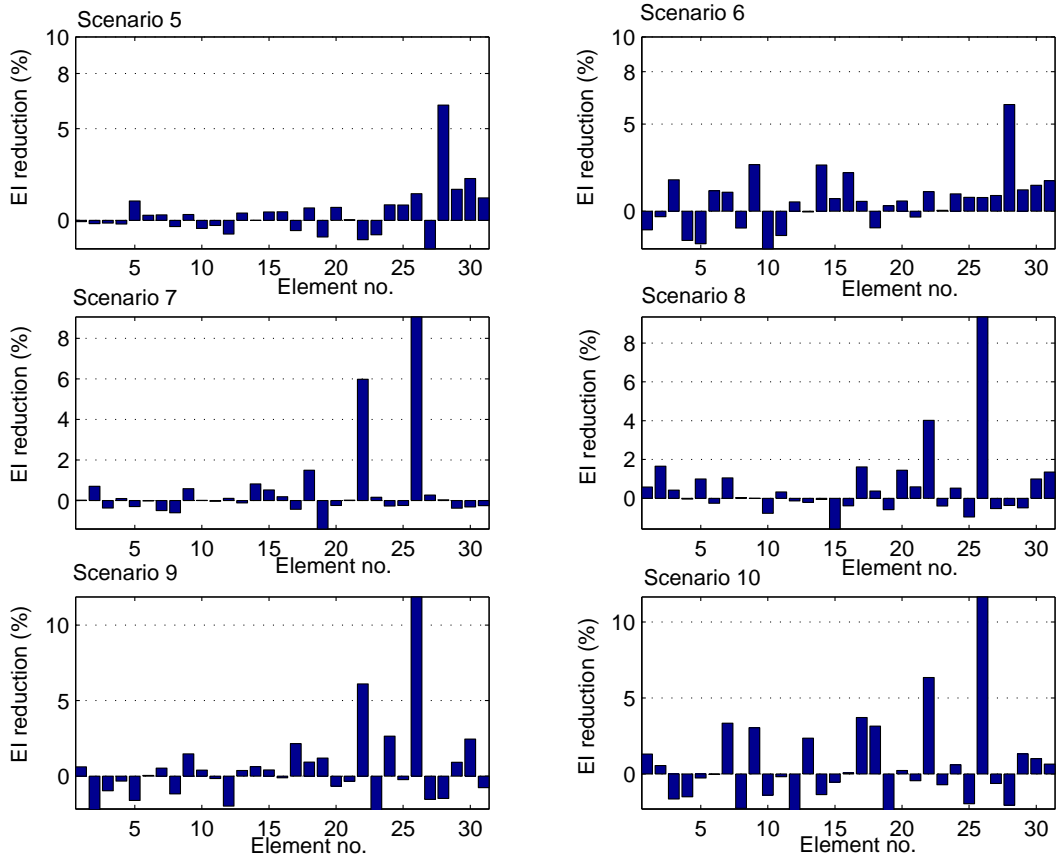 Scenario 5
EI reduction (%)
10
8
5
0
5 10 15 20 25 30
Element no.
Scenario 6
EI reduction (%)
10
8
5
0
5 10 15 20 25 30
Element no.
Scenario 7
EI reduction (%)
8
6
4
2
0
5 10 15 20 25 30
Element no.
Scenario 8
EI reduction (%)
8
6
4
2
0
5 10 15 20 25 30
Element no.
Scenario 9
EI reduction (%)
10
5
0
5 10 15 20 25 30
Element no.
Scenario 10
EI reduction (%)
10
5
0
5 10 15 20 25 30
Element no.